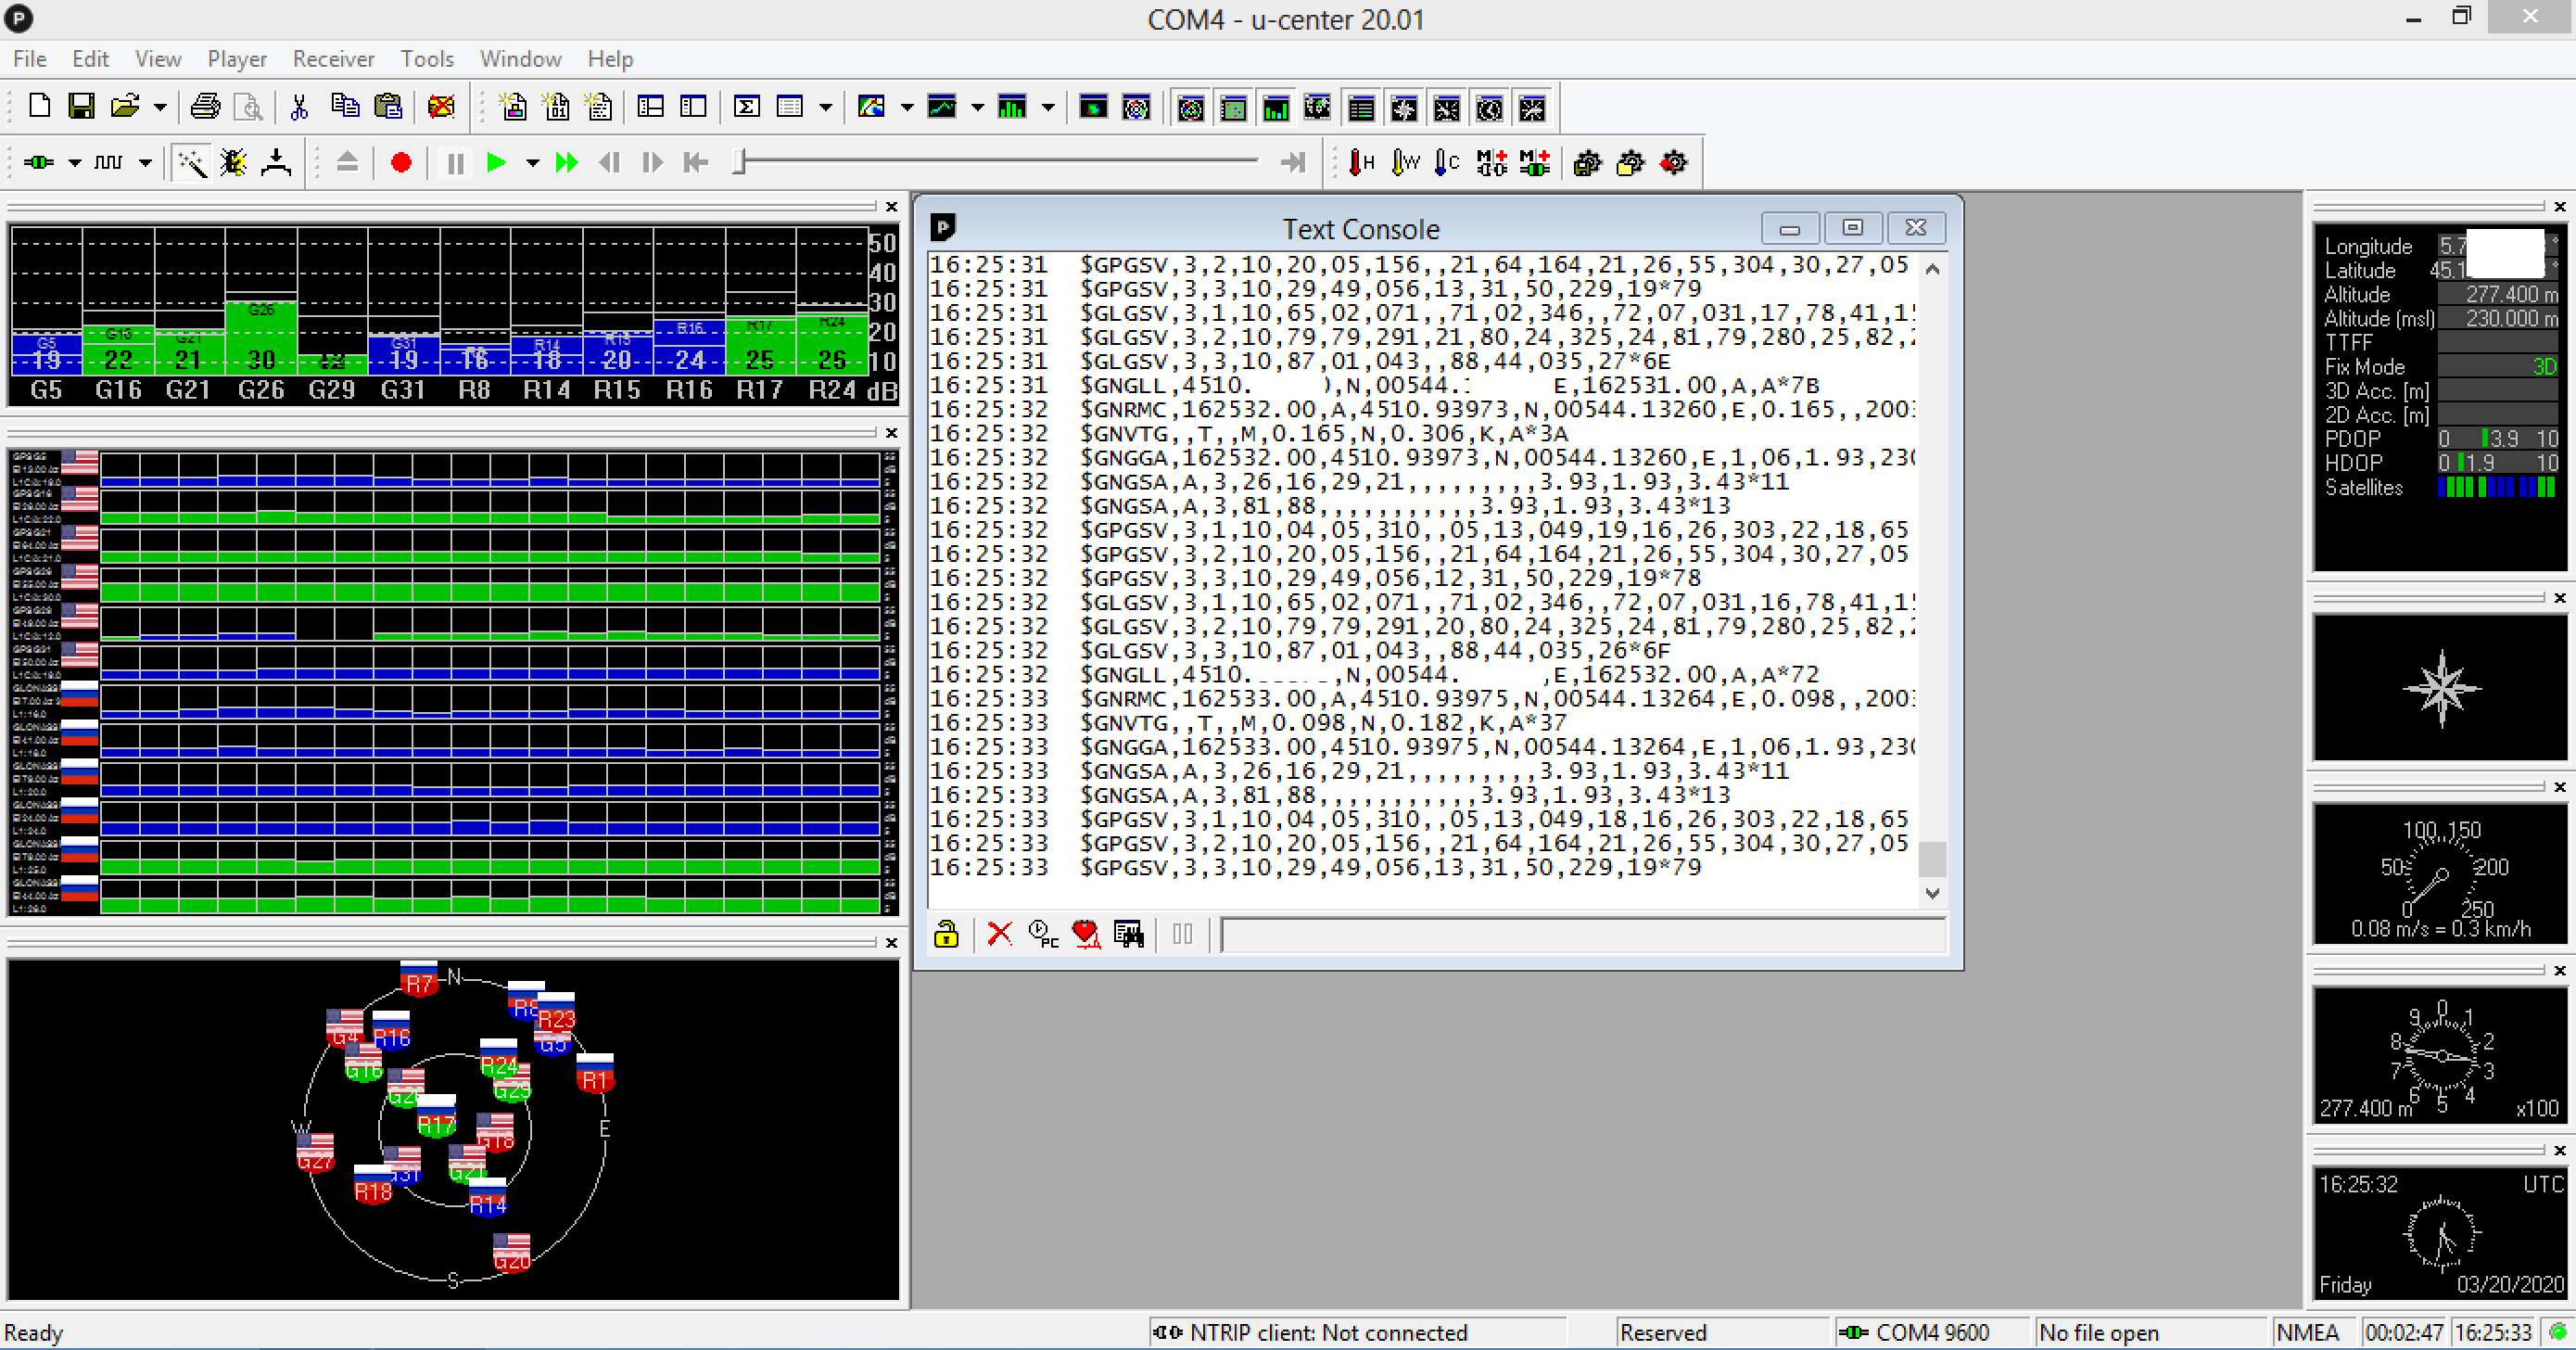 COM4 - u-center 20.01
File Edit View Player Receiver Tools Window Help
50
40
30
20
10
dB
G5 G16 G21 G26 G31 R14 R15 R16 R17 R24
19 22 21 30 19 16 18 20 24 25 26
G5 G16 G21 G26 G29 G31 R8 R14 R15 R16 R17 R24
Text Console
16:25:31 $GPGSV,3,2,10,20,05,156,,21,64,164,21,26,55,304,30,27,05
16:25:31 $GPGSV,3,3,10,29,49,056,13,31,50,229,19*79
16:25:31 $GLGSV,3,1,10,65,02,071,,71,02,346,,72,07,031,17,78,41,1
16:25:31 $GLGSV,3,2,10,79,79,291,21,80,24,325,24,81,79,280,25,82,
16:25:31 $GLGSV,3,3,10,87,01,043,,88,44,035,27*6E
16:25:31 $GNGLL,4510. ,N,00544. E,162531.00,A,A*7B
16:25:32 $GNRMC,162532.00,A,4510.93973,N,00544.13260,E,0.165,,200
16:25:32 $GNVTG,,T,,M,0.165,N,0.306,K,A*3A
16:25:32 $GNGGA,162532.00,4510.93973,N,00544.13260,E,1,06,1.93,23
16:25:32 $GNGSA,A,3,26,16,29,21,,,,,,,,,3.93,1.93,3.43*11
16:25:32 $GNGSA,A,3,81,88,,,,,,,,,,,3.93,1.93,3.43*13
16:25:32 $GPGSV,3,1,10,04,05,310,,05,13,049,19,16,26,303,22,18,65
16:25:32 $GPGSV,3,2,10,20,05,156,,21,64,164,21,26,55,304,30,27,05
16:25:32 $GPGSV,3,3,10,29,49,056,12,31,50,229,19*78
16:25:32 $GLGSV,3,1,10,65,02,071,,71,02,346,,72,07,031,16,78,41,1
16:25:32 $GLGSV,3,2,10,79,79,291,20,80,24,325,24,81,79,280,25,82,
16:25:32 $GLGSV,3,3,10,87,01,043,,88,44,035,26*6F
16:25:32 $GNGLL,4510. ,N,00544. ,E,162532.00,A,A*72
16:25:33 $GNRMC,162533.00,A,4510.93975,N,00544.13264,E,0.098,,200
16:25:33 $GNVTG,,T,,M,0.098,N,0.182,K,A*37
16:25:33 $GNGGA,162533.00,4510.93975,N,00544.13264,E,1,06,1.93,23
16:25:33 $GNGSA,A,3,26,16,29,21,,,,,,,,,3.93,1.93,3.43*11
16:25:33 $GNGSA,A,3,81,88,,,,,,,,,,,3.93,1.93,3.43*13
16:25:33 $GPGSV,3,1,10,04,05,310,,05,13,049,18,16,26,303,22,18,65
16:25:33 $GPGSV,3,2,10,20,05,156,,21,64,164,21,26,55,304,30,27,05
16:25:33 $GPGSV,3,3,10,29,49,056,13,31,50,229,19*79
Longitude 5.7 °
Latitude 45.1 °
Altitude 277.400 m
Altitude (msl) 230.000 m
TTFF
Fix Mode 3D
3D Acc. [m]
2D Acc. [m]
PDOP 0 3.9 10
HDOP 0 1.9 10
Satellites
0 50 100 150 200 250
0.08 m/s = 0.3 km/h
0 1 2 3 4 5 6 7 8 9
277.400 m x100
16:25:32 UTC
Friday 03/20/2020
N
R7
R23
G4 R16
G5
G16 R24
R1
G29
R17
G18
W E
G27
G31 G21
R18
R14
G20
S
Ready
NTRIP client: Not connected
Reserved
COM4 9600
No file open
NMEA
00:02:47
16:25:33